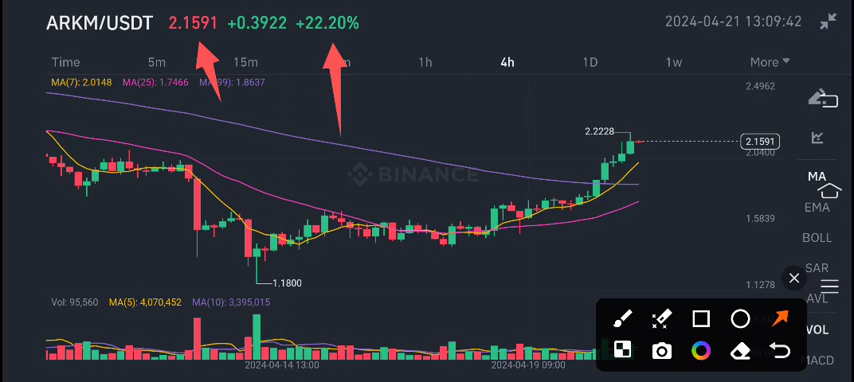 ARKM/USDT 2.1591 +0.3922 +22.20% 2024-04-21 13:09:42
Time 5m 15m 1h 4h 1D More 1w
MA(7): 2.0148 MA(25): 1.7466 1.8637
2.4962
2.2228
2.1591
2.0400
BINANCE
MA
EMA
1.5839
BOLL
SAR
1.1800
1.1278
AVL
Vol: 95,560 MA(5): 4,070,452 MA(10): 3,395,015
VOL
MACD
2024-04-14 13:00 2024-04-19 09:00